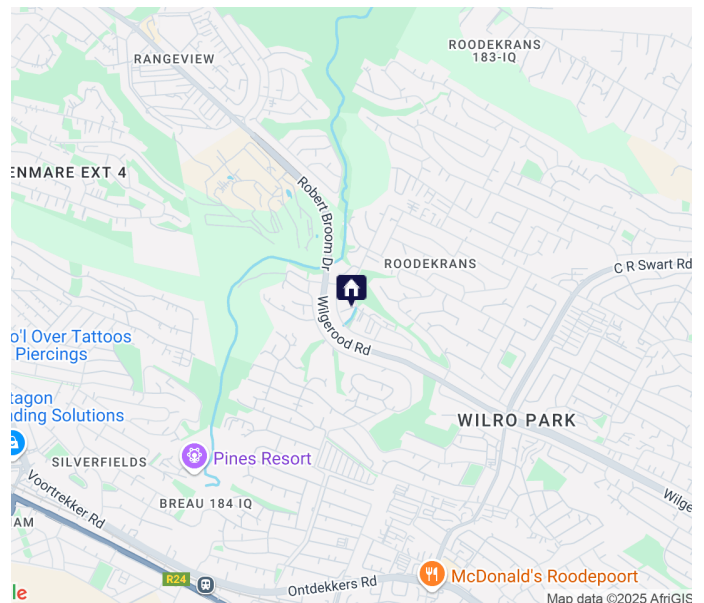 RANGEVIEW
ROODEKRANS
183-IQ
ENMARE EXT 4
Robert Broom Dr
ROODEKRANS
C R Swart Rd
Wilgerood Rd
o'l Over Tattoos
Piercings
tagon
ding Solutions
WILRO PARK
SILVERFIELDS
Pines Resort
Voortrekker Rd
BREAU 184 IQ
Wilge
AM
R24
Ontdekkers Rd
McDonald's Roodepoort
le
Map data ©2025 AfriGIS